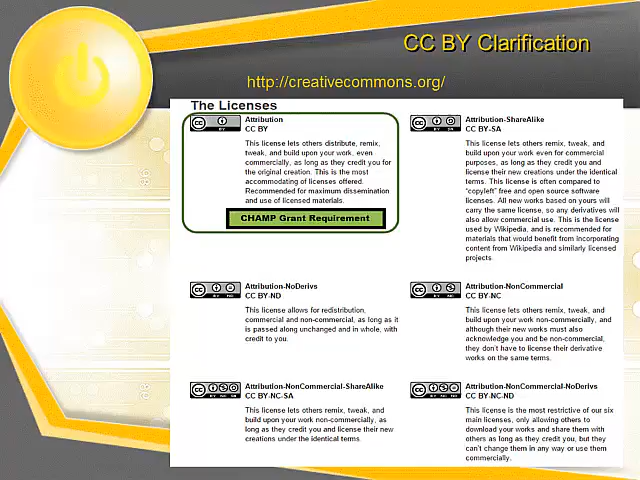 CC BY Clarification
http://creativecommons.org/
The Licenses
Attribution
CC BY
This license lets others distribute, remix,
tweak, and build upon your work, even
commercially, as long as they credit you for
the original creation. This is the most
accommodating of licenses offered.
Recommended for maximum dissemination
and use of licensed materials.
CHAMP Grant Requirement
Attribution-ShareAlike
CC BY-SA
This license lets others remix, tweak, and
build upon your work even for commercial
purposes, as long as they credit you and
license their new creations under the identical
terms. This license is often compared to
"copyleft" free and open source software
licenses. All new works based on yours will
carry the same license, so any derivatives will
also allow commercial use. This is the license
used by Wikipedia, and is recommended for
materials that would benefit from incorporating
content from Wikipedia and similarly licensed
projects
Attribution-NoDerivs
CC BY-ND
This license allows for redistribution,
commercial and non-commercial, as long as it
is passed along unchanged and in whole, with
credit to you.
Attribution-NonCommercial
CC BY-NC
This license lets others remix, tweak, and
build upon your work non-commercially, and
although their new works must also
acknowledge you and be non-commercial,
they don't have to license their derivative
works on the same terms.
Attribution-NonCommercial-ShareAlike
CC BY-NC-SA
This license lets others remix, tweak, and
build upon your work non-commercially, as
long as they credit you and license their new
creations under the identical terms.
Attribution-NonCommercial-NoDerivs
CC BY-NC-ND
This license is the most restrictive of our six
main licenses, only allowing others to
download your works and share them with
others as long as they credit you, but they
can't change them in any way or use them
commercially.